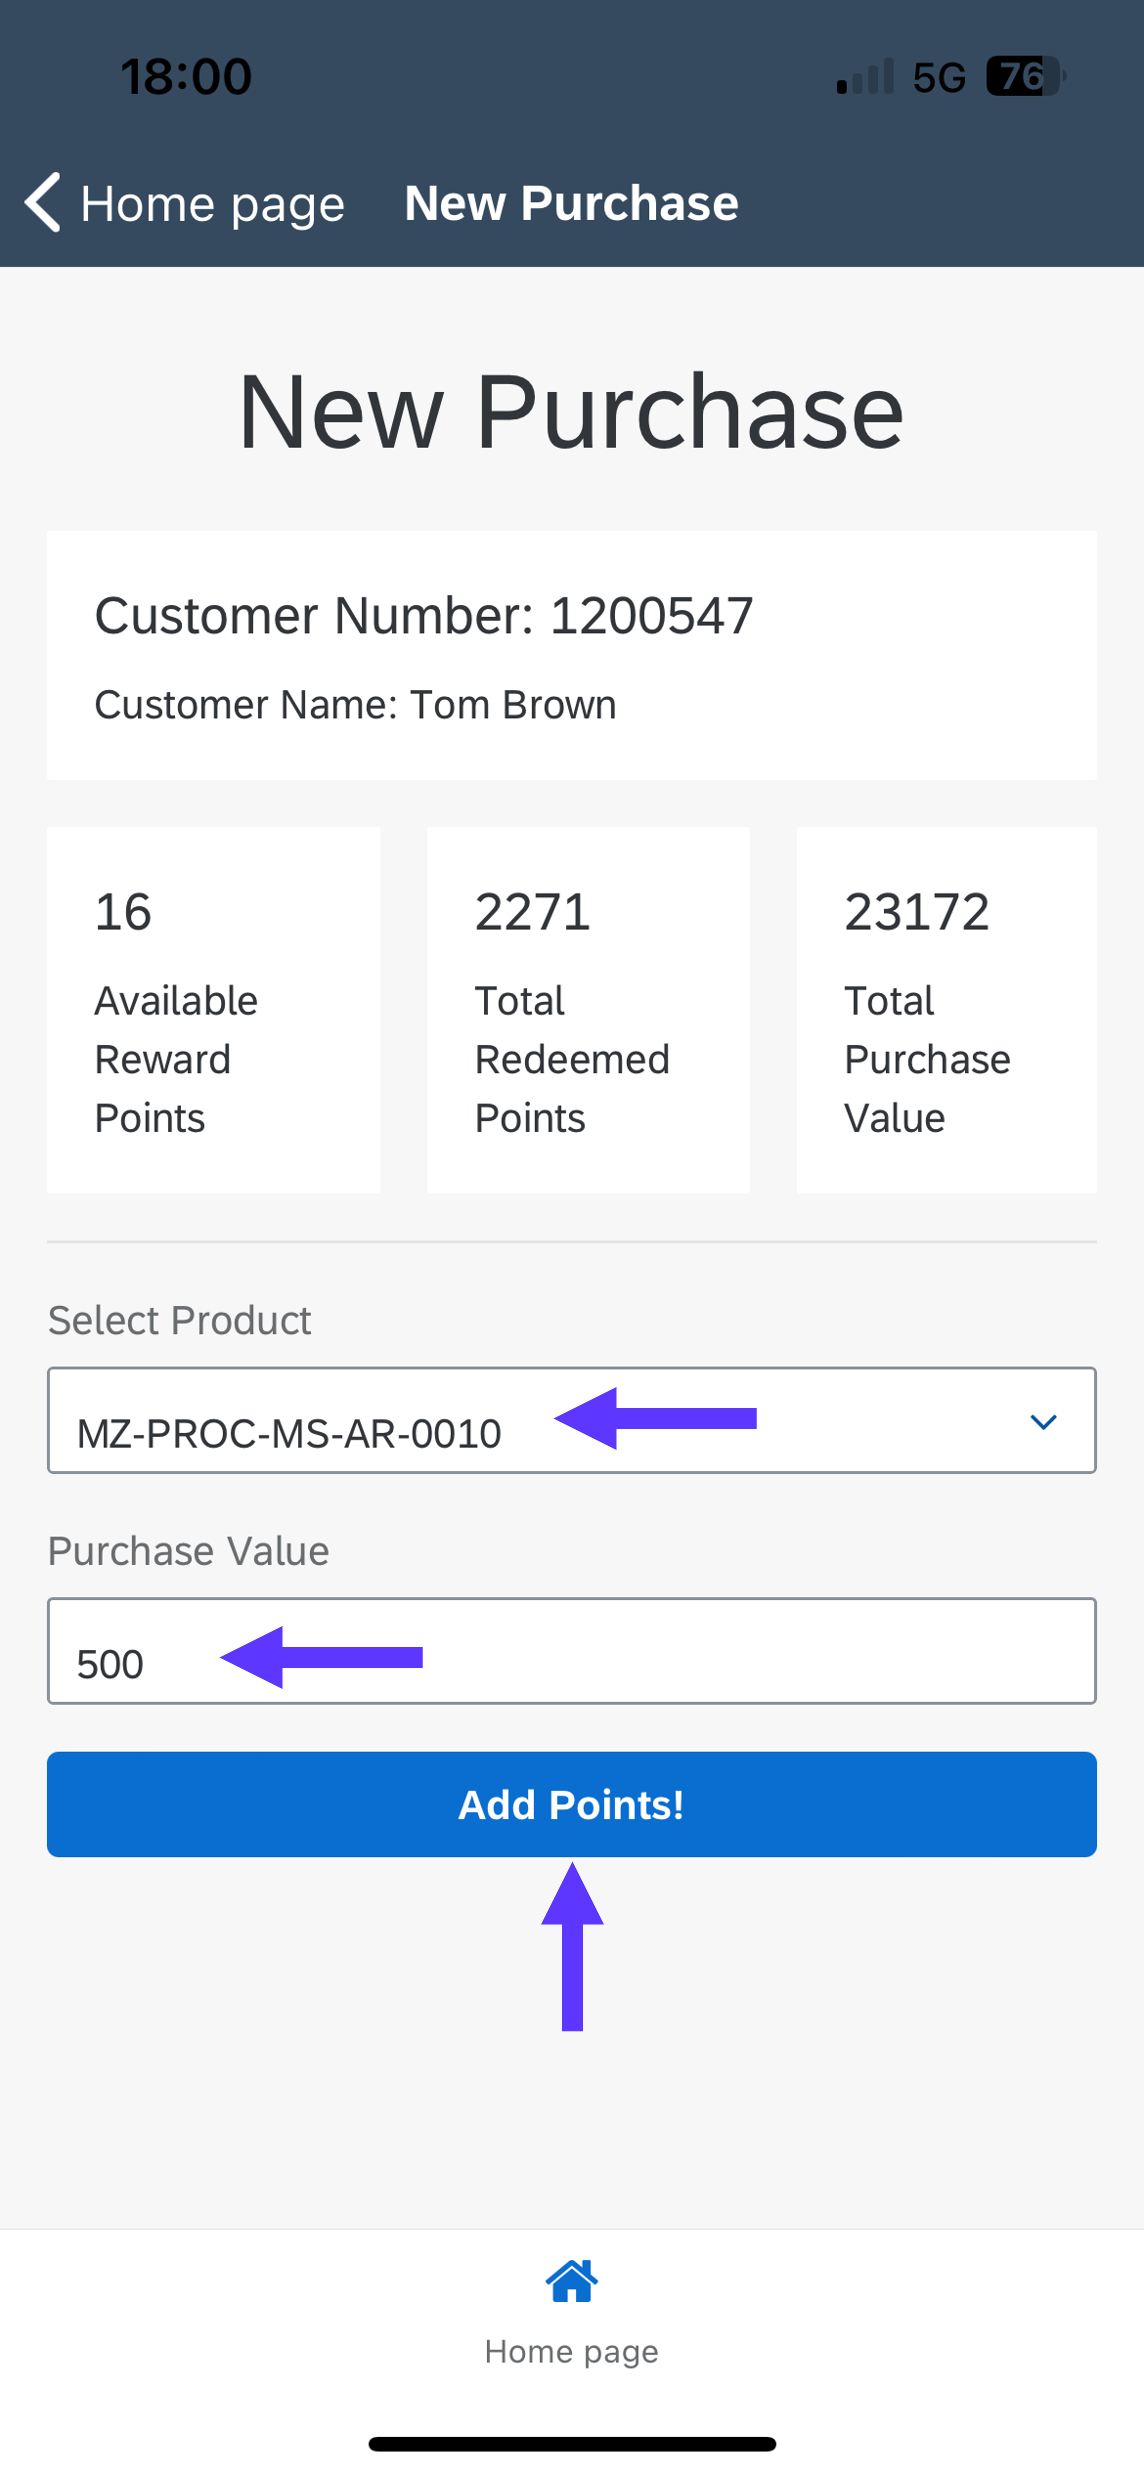 18:00 5G 76
Home page New Purchase
New Purchase
Customer Number: 1200547
Customer Name: Tom Brown
16
Available
Reward
Points
2271
Total
Redeemed
Points
23172
Total
Purchase
Value
Select Product
MZ-PROC-MS-AR-0010
Purchase Value
500
Add Points!
Home page